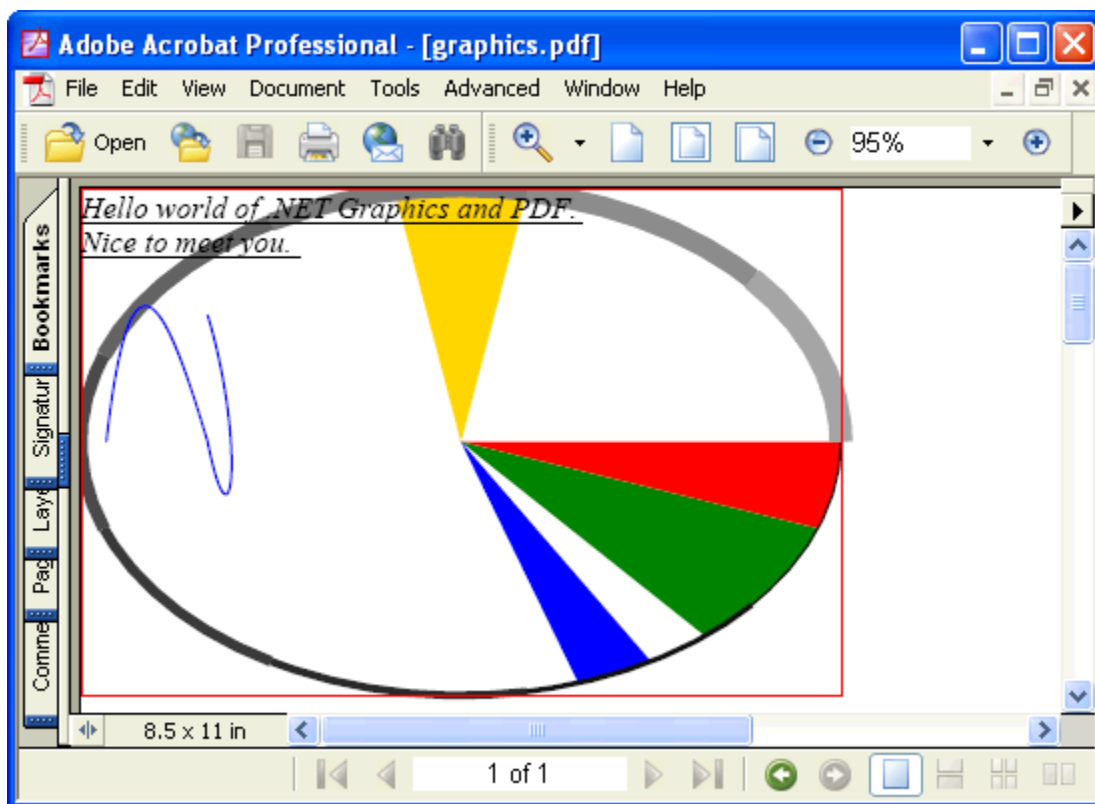 Adobe Acrobat Professional - [graphics.pdf]
File Edit View Document Tools Advanced Window Help
Open 95%
Bookmarks
Signatur
Laye
Pag
Comme
Hello world of .NET Graphics and PDF.
Nice to meet you.
8.5 x 11 in
1 of 1